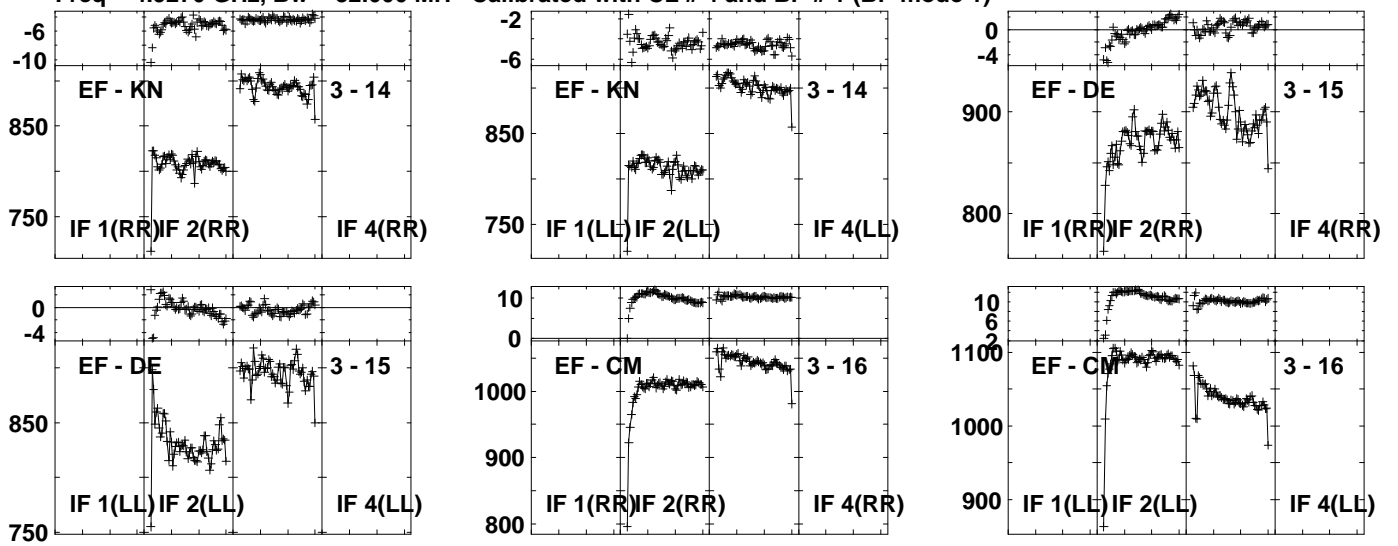 -6
-10
EF - KN 3 - 14
850
750
IF 1(RR) IF 2(RR) IF 4(RR)
-2
-6
EF - KN 3 - 14
850
750
IF 1(LL) IF 2(LL) IF 4(LL)
0
-4
EF - DE 3 - 15
900
800
IF 1(RR) IF 2(RR) IF 4(RR)
0
-4
EF - DE 3 - 15
850
750
IF 1(LL) IF 2(LL) IF 4(LL)
10
0
EF - CM 3 - 16
1000
900
800
IF 1(RR) IF 2(RR) IF 4(RR)
10
6
2
1100
EF - CM 3 - 16
1000
900
IF 1(LL) IF 2(LL) IF 4(LL)